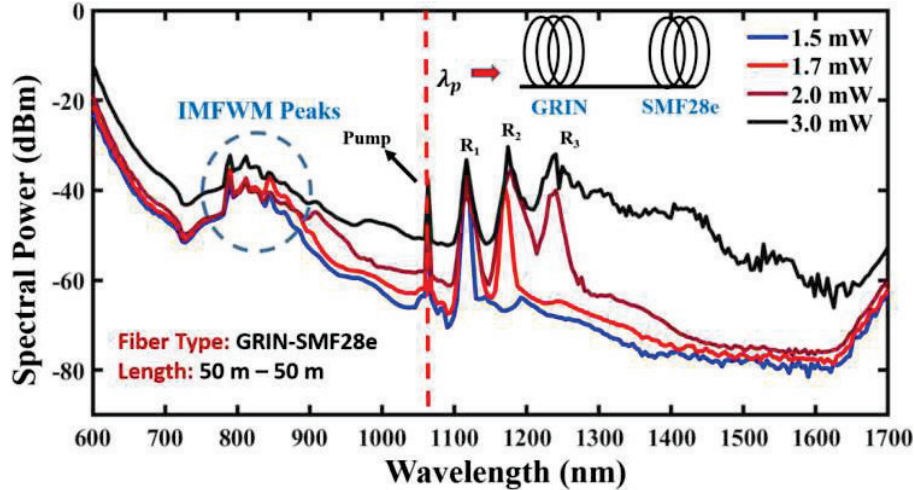 0
-20
-40
-60
-80
Spectral Power (dBm)
IMFWM Peaks
Pump
λp
GRIN
SMF28e
1.5 mW
1.7 mW
2.0 mW
3.0 mW
R1
R2
R3
Fiber Type: GRIN-SMF28e
Length: 50 m – 50 m
600 700 800 900 1000 1100 1200 1300 1400 1500 1600 1700
Wavelength (nm)